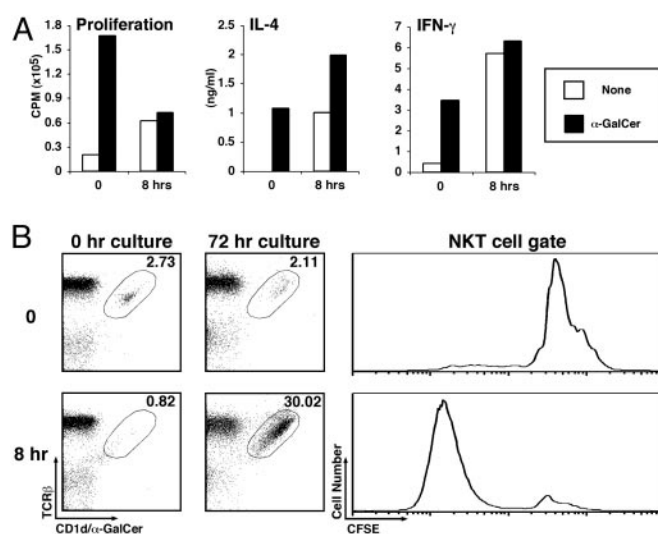 A
Proliferation
IL-4
IFN-γ
CPM (x10⁵)
1.8
1.5
1.2
0.9
0.6
0.3
0
0
8 hrs
(ng/ml)
2.5
2
1.5
1
0.5
0
0
8 hrs
7
6
5
4
3
2
1
0
0
8 hrs
None
α-GalCer
B
0 hr culture
72 hr culture
NKT cell gate
0
2.73
2.11
8 hr
0.82
30.02
TCRβ
CD1d/α-GalCer
Cell Number
CFSE